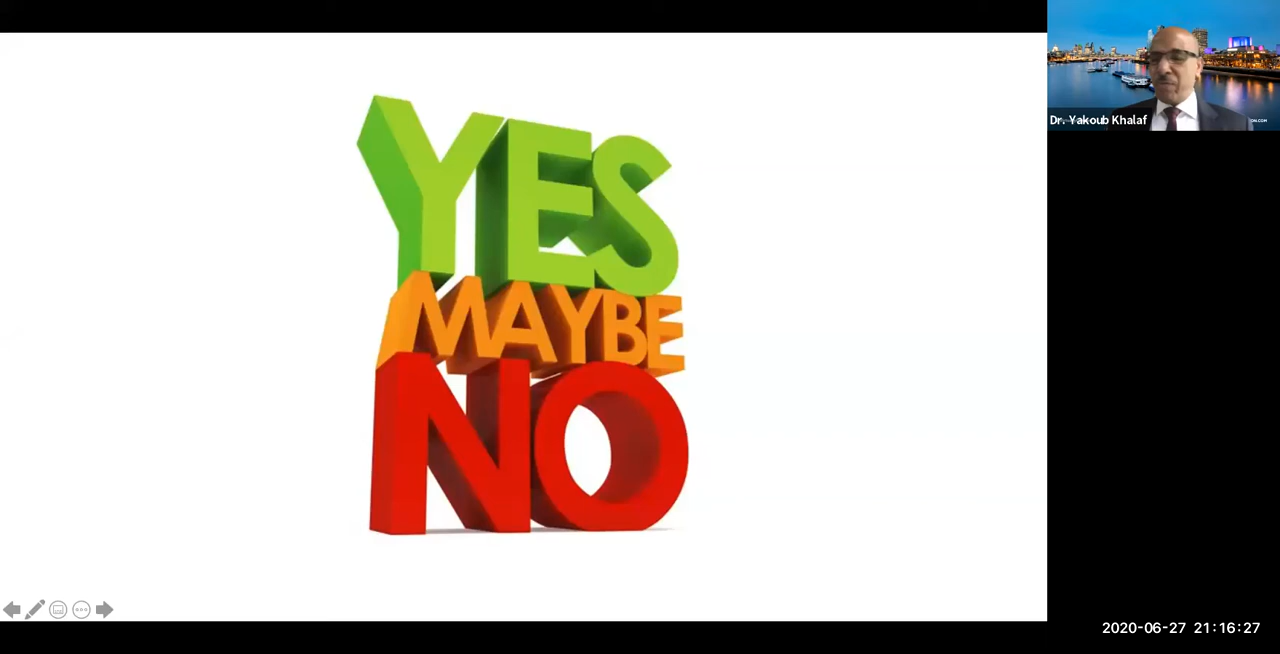 YES
MAYBE
NO
Dr. Yakoub Khalaf
2020-06-27 21:16:27